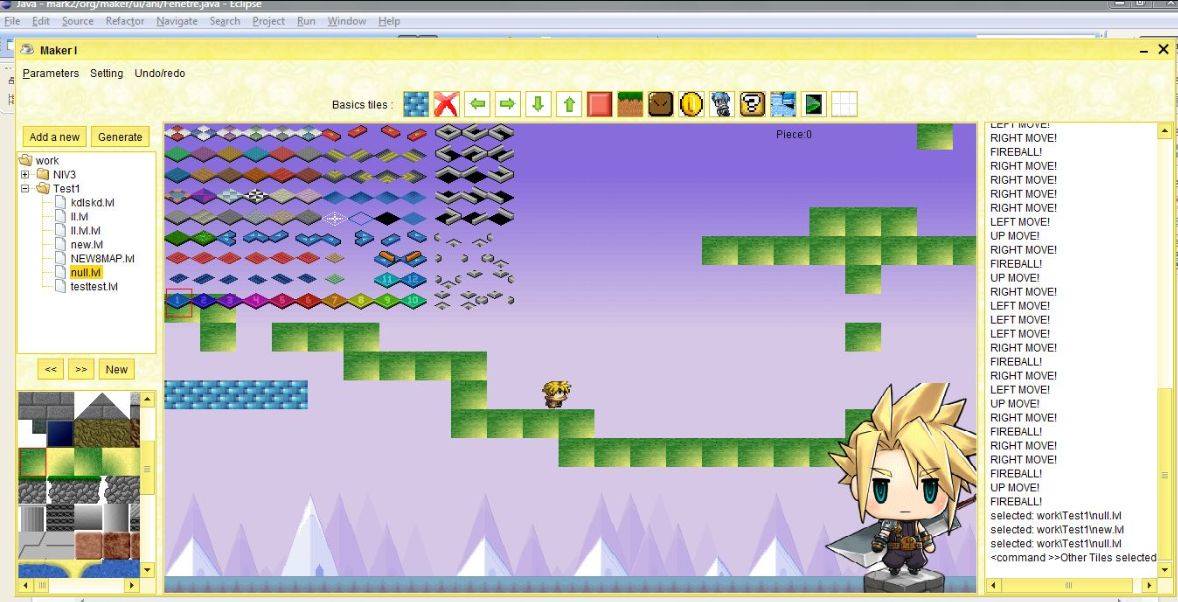 Java - mark2/org/maker/ui/ani/Fenetre.java - Eclipse
File Edit Source Refactor Navigate Search Project Run Window Help
Maker I
Parameters Setting Undo/redo
Basics tiles :
Add a new Generate
work
NIV3
Test1
kdlskd.lvl
ll.lvl
ll.lvl.lvl
new.lvl
NEW8MAP.lvl
null.lvl
testtest.lvl
<< >> New
Piece:0
11 12
1 2 3 4 5 6 7 8 9 10
LEFT MOVE!
RIGHT MOVE!
FIREBALL!
RIGHT MOVE!
RIGHT MOVE!
RIGHT MOVE!
RIGHT MOVE!
LEFT MOVE!
UP MOVE!
RIGHT MOVE!
FIREBALL!
UP MOVE!
RIGHT MOVE!
LEFT MOVE!
LEFT MOVE!
LEFT MOVE!
RIGHT MOVE!
FIREBALL!
RIGHT MOVE!
LEFT MOVE!
UP MOVE!
RIGHT MOVE!
FIREBALL!
RIGHT MOVE!
RIGHT MOVE!
FIREBALL!
UP MOVE!
FIREBALL!
selected: work\Test1\null.lvl
selected: work\Test1\new.lvl
selected: work\Test1\null.lvl
<command >>Other Tiles selected